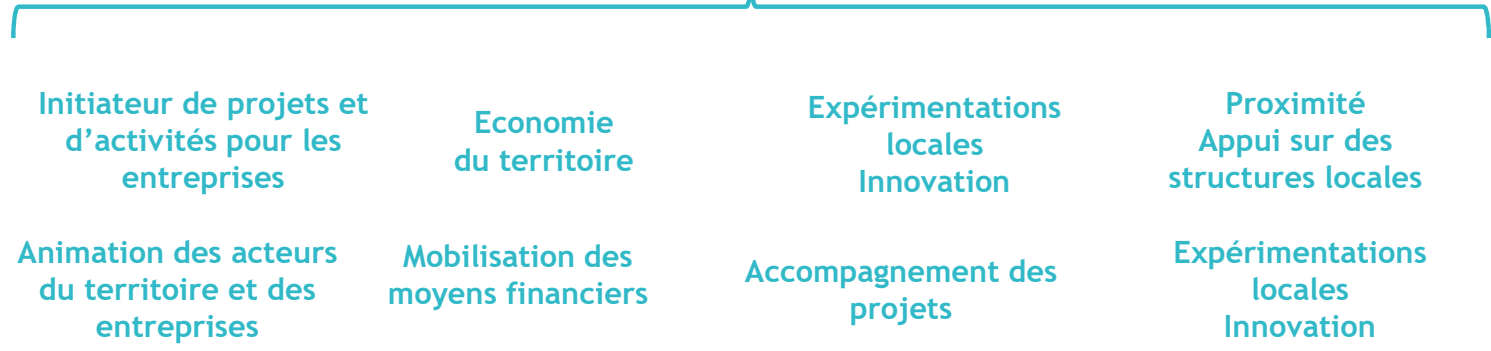 Initiateur de projets et
d’activités pour les
entreprises
Economie
du territoire
Expérimentations
locales
Innovation
Proximité
Appui sur des
structures locales
Animation des acteurs
du territoire et des
entreprises
Mobilisation des
moyens financiers
Accompagnement des
projets
Expérimentations
locales
Innovation